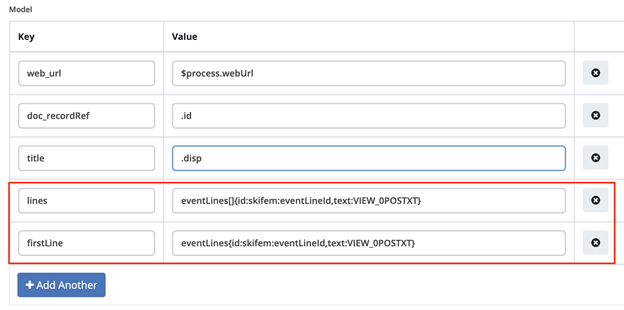 Model
Key Value
web_url $process.webUrl
doc_recordRef .id
title .disp
lines eventLines[]{id:skifem:eventLineId,text:VIEW_0POSTXT}
firstLine eventLines{id:skifem:eventLineId,text:VIEW_0POSTXT}
+ Add Another